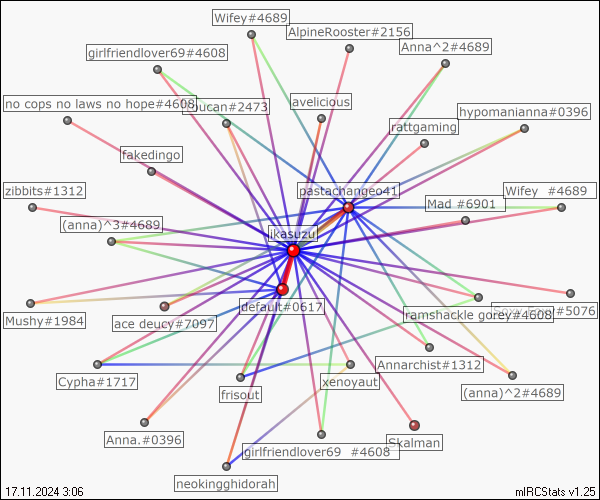 Wifey#4689
AlpineRooster#2156
Anna^2#4689
girlfriendlover69#4608
no cops no laws no hope#4608
oucan#2473
avelicious
hypomanianna#0396
rattgaming
fakedingo
zibbits#1312
pastachangeo41
Mad #6901
Wifey #4689
(anna)^3#4689
ikasuzu
default#0617
Mushy#1984
ace deucy#7097
ramshackle gorey#4608
#5076
Annarchist#1312
Cypha#1717
frisout
xenoyaut
(anna)^2#4689
Anna.#0396
girlfriendlover69 #4608
Skalman
neokingghidorah
17.11.2024 3:06
mIRCStats v1.25